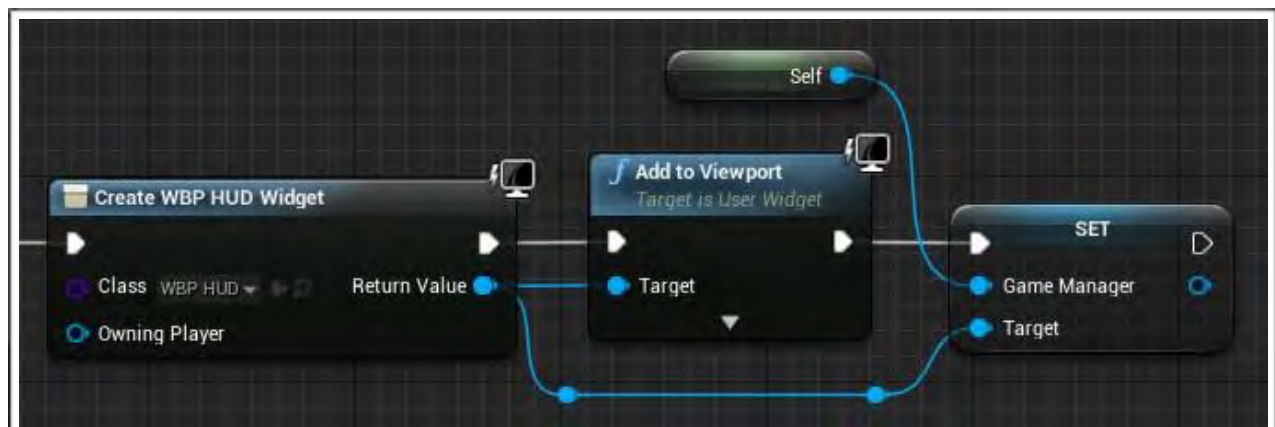 Self
Create WBP HUD Widget
Class WBP HUD
Return Value
Owning Player
f Add to Viewport
Target is User Widget
Target
SET
Game Manager
Target